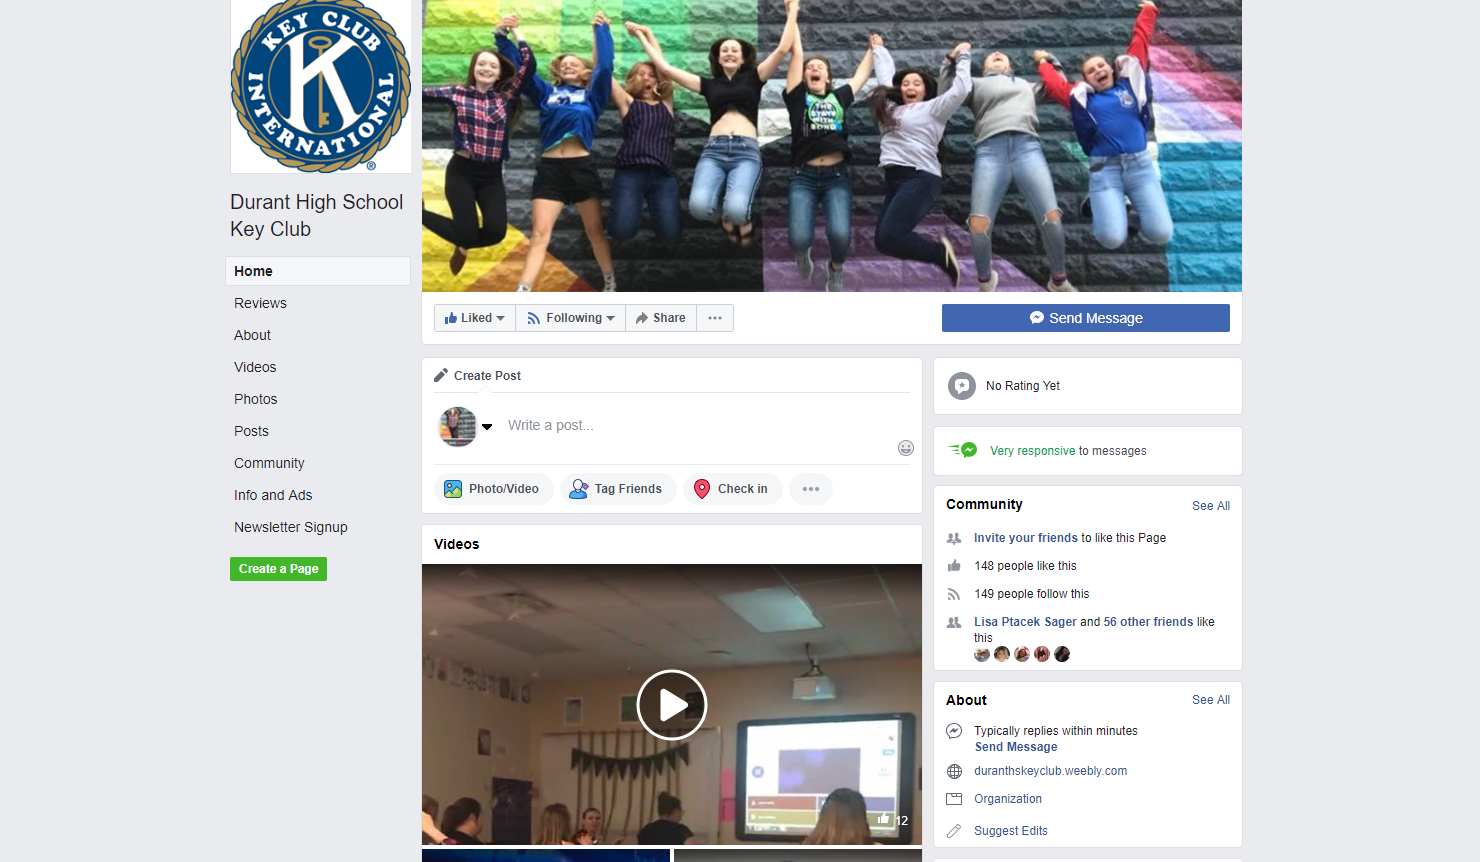 KEY CLUB
INTERNATIONAL
K
®
Durant High School
Key Club
Home
Reviews
About
Videos
Photos
Posts
Community
Info and Ads
Newsletter Signup
Create a Page
THE
STATE
WITH
Liked
Following
Share
Send Message
Create Post
Write a post...
Photo/Video
Tag Friends
Check in
Videos
12
No Rating Yet
Very responsive to messages
Community
See All
Invite your friends to like this Page
148 people like this
149 people follow this
Lisa Ptacek Sager and 56 other friends like
this
About
See All
Typically replies within minutes
Send Message
duranthskeyclub.weebly.com
Organization
Suggest Edits